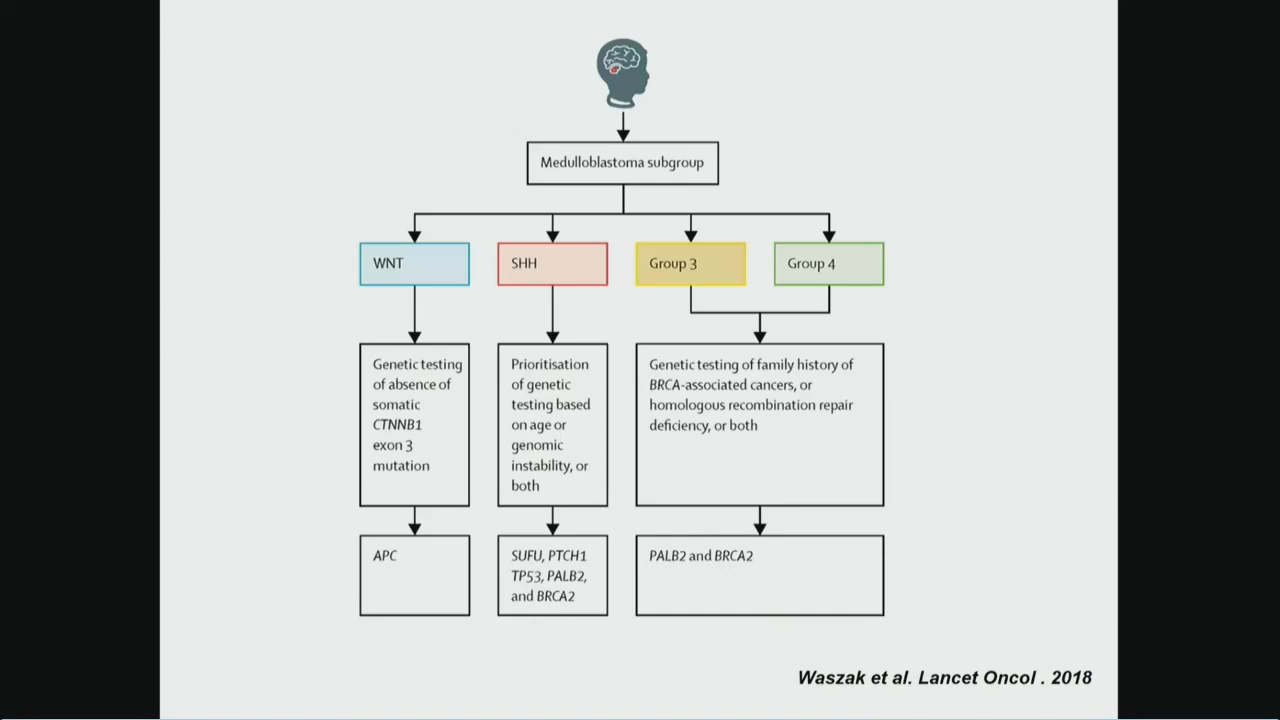 Medulloblastoma subgroup
WNT
SHH
Group 3
Group 4
Genetic testing
of absence of
somatic
CTNNB1
exon 3
mutation
Prioritisation
of genetic
testing based
on age or
genomic
instability, or
both
Genetic testing of family history of
BRCA-associated cancers, or
homologous recombination repair
deficiency, or both
APC
SUFU, PTCH1
TP53, PALB2,
and BRCA2
PALB2 and BRCA2
Waszak et al. Lancet Oncol . 2018